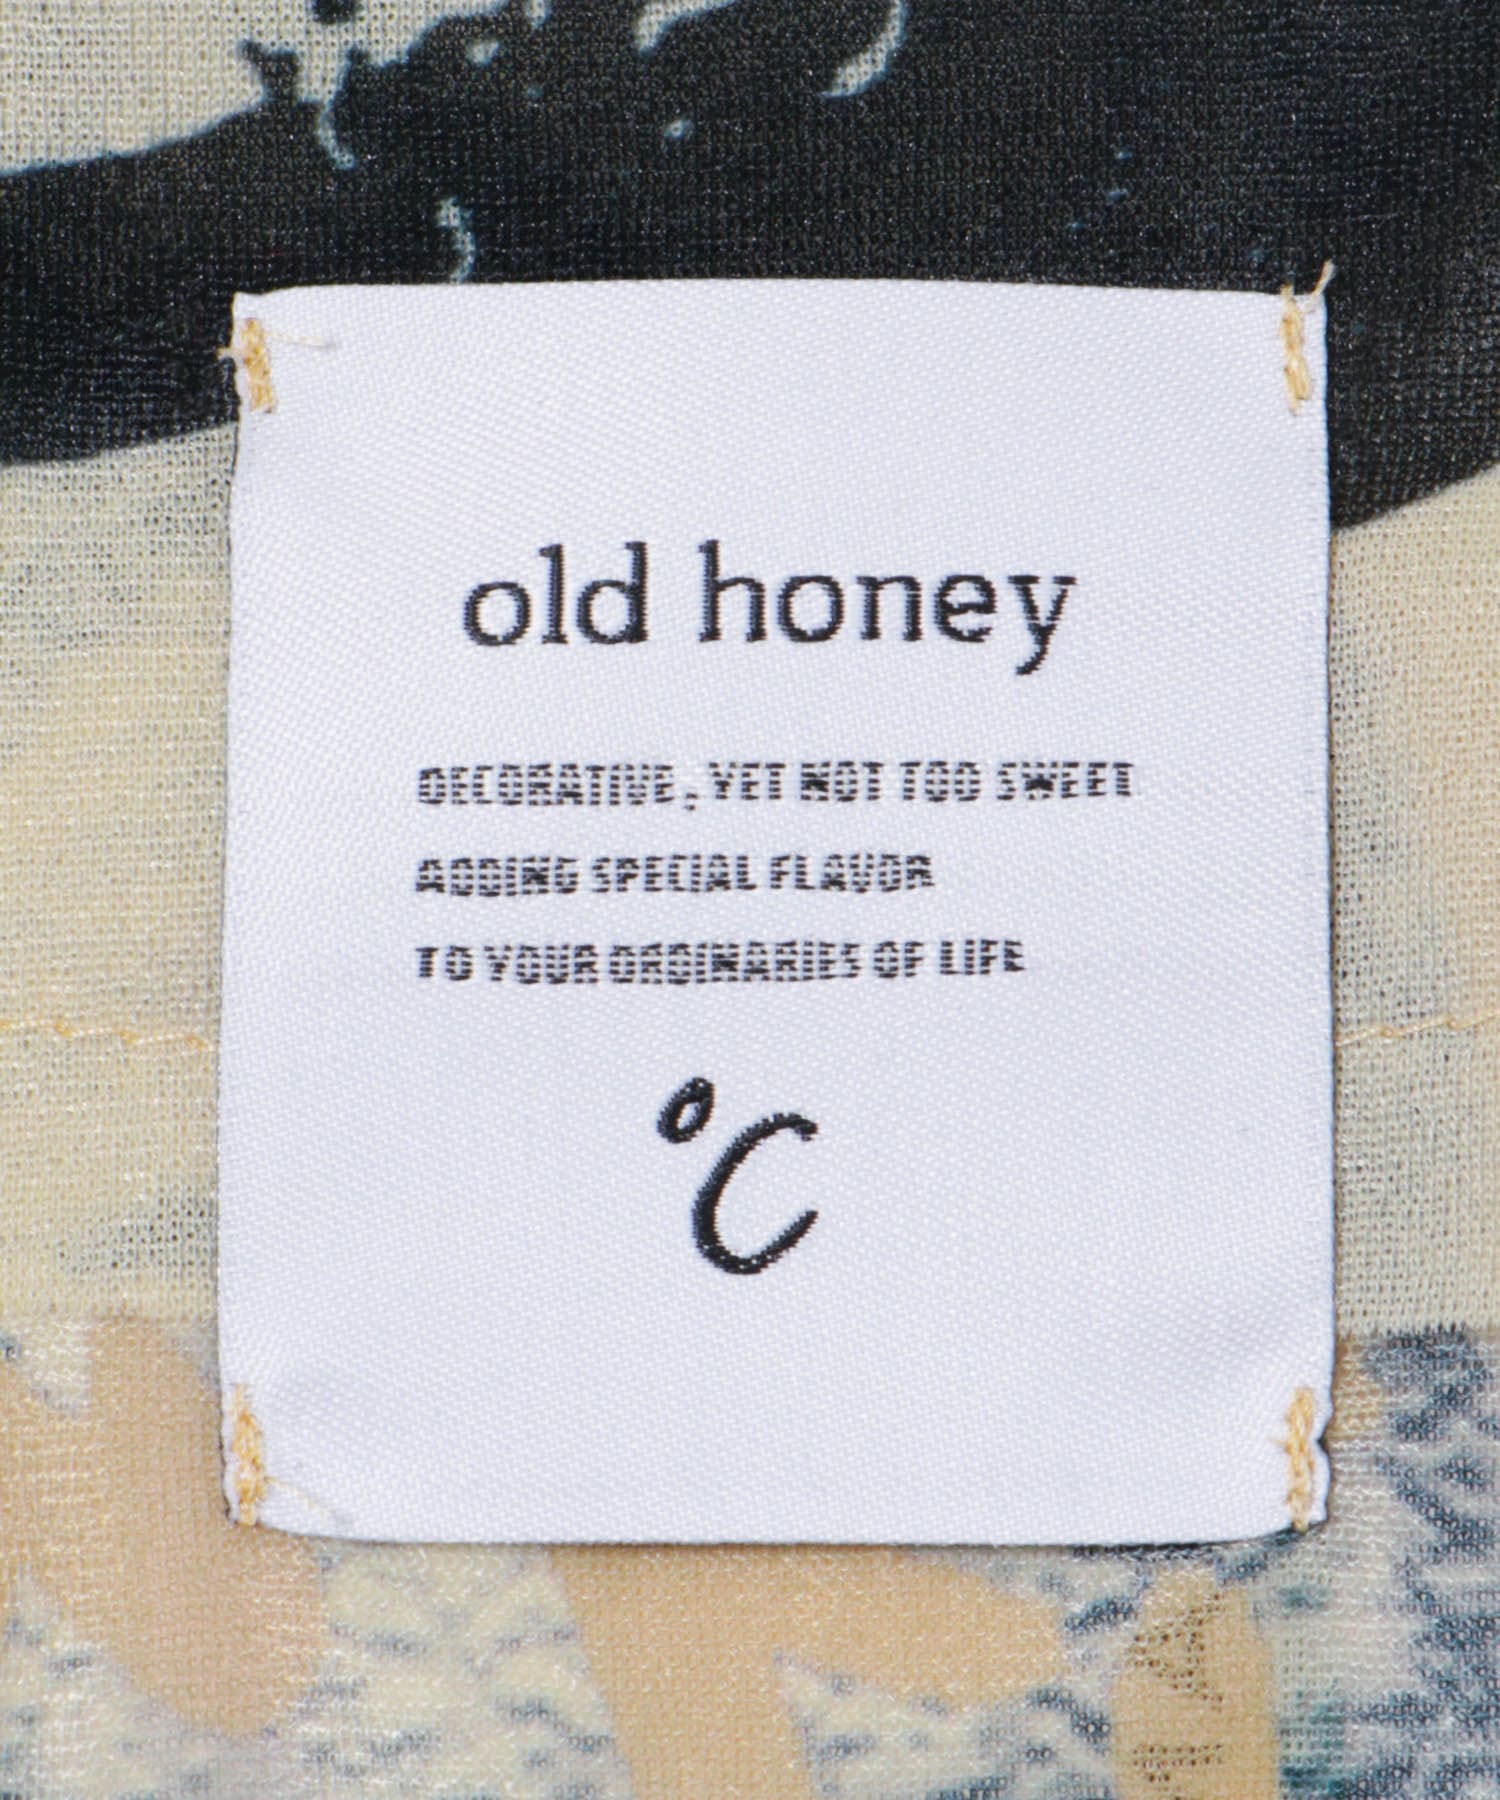 old honey
DECORATIVE, YET NOT TOO SWEET
ADDING SPECIAL FLAVOR
TO YOUR ORDINARIES OF LIFE
°C